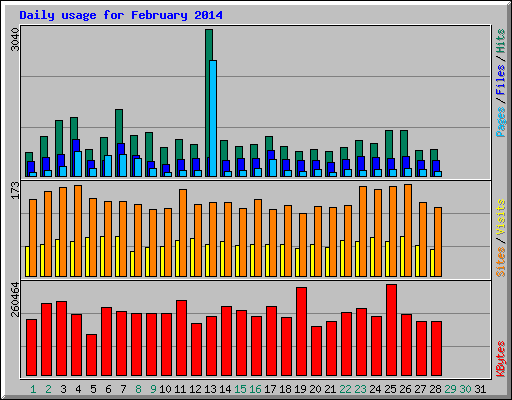 Daily usage for February 2014
3040
Pages / Files / Hits
173
Sites / Visits
260464
KBytes
1 2 3 4 5 6 7 8 9 10 11 12 13 14 15 16 17 18 19 20 21 22 23 24 25 26 27 28 29 30 31